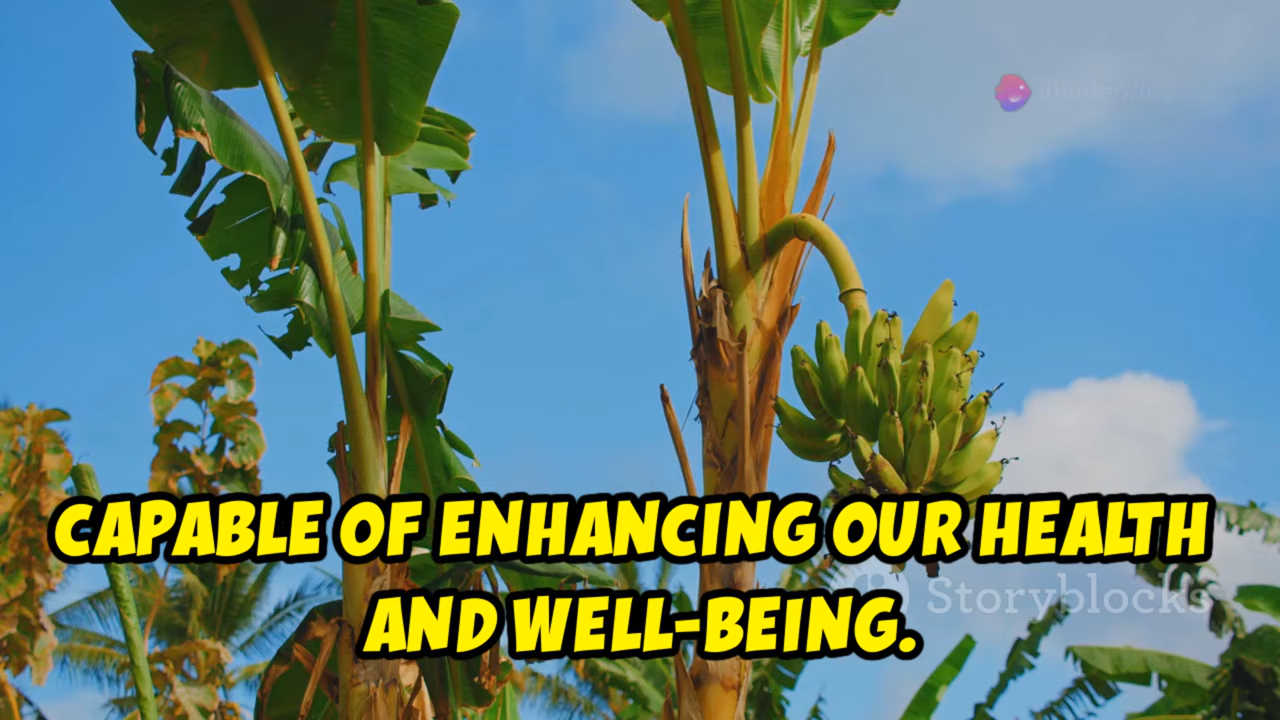 CAPABLE OF ENHANCING OUR HEALTH
AND WELL-BEING.
Storyblocks